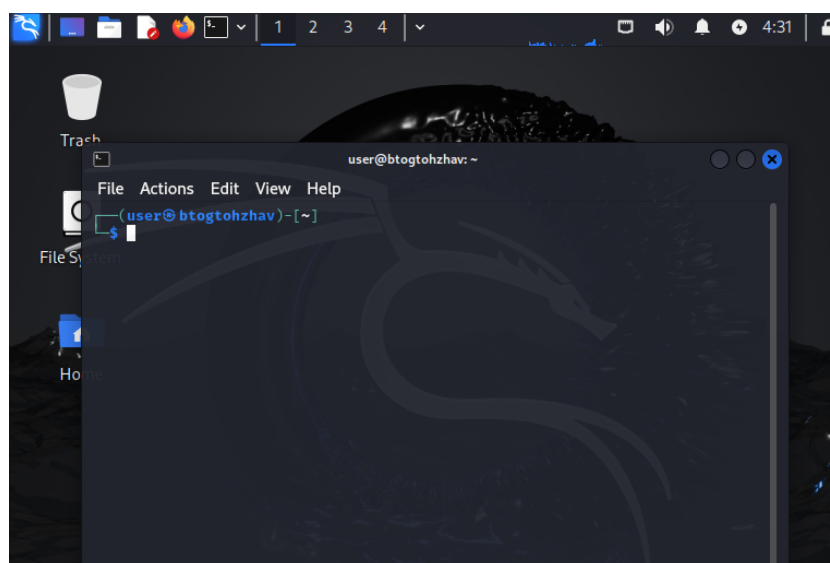 1 2 3 4 4:31
Trash
user@btogtohzhav: ~
File Actions Edit View Help
(user㉿btogtohzhav)-[~]
$
File System
Home